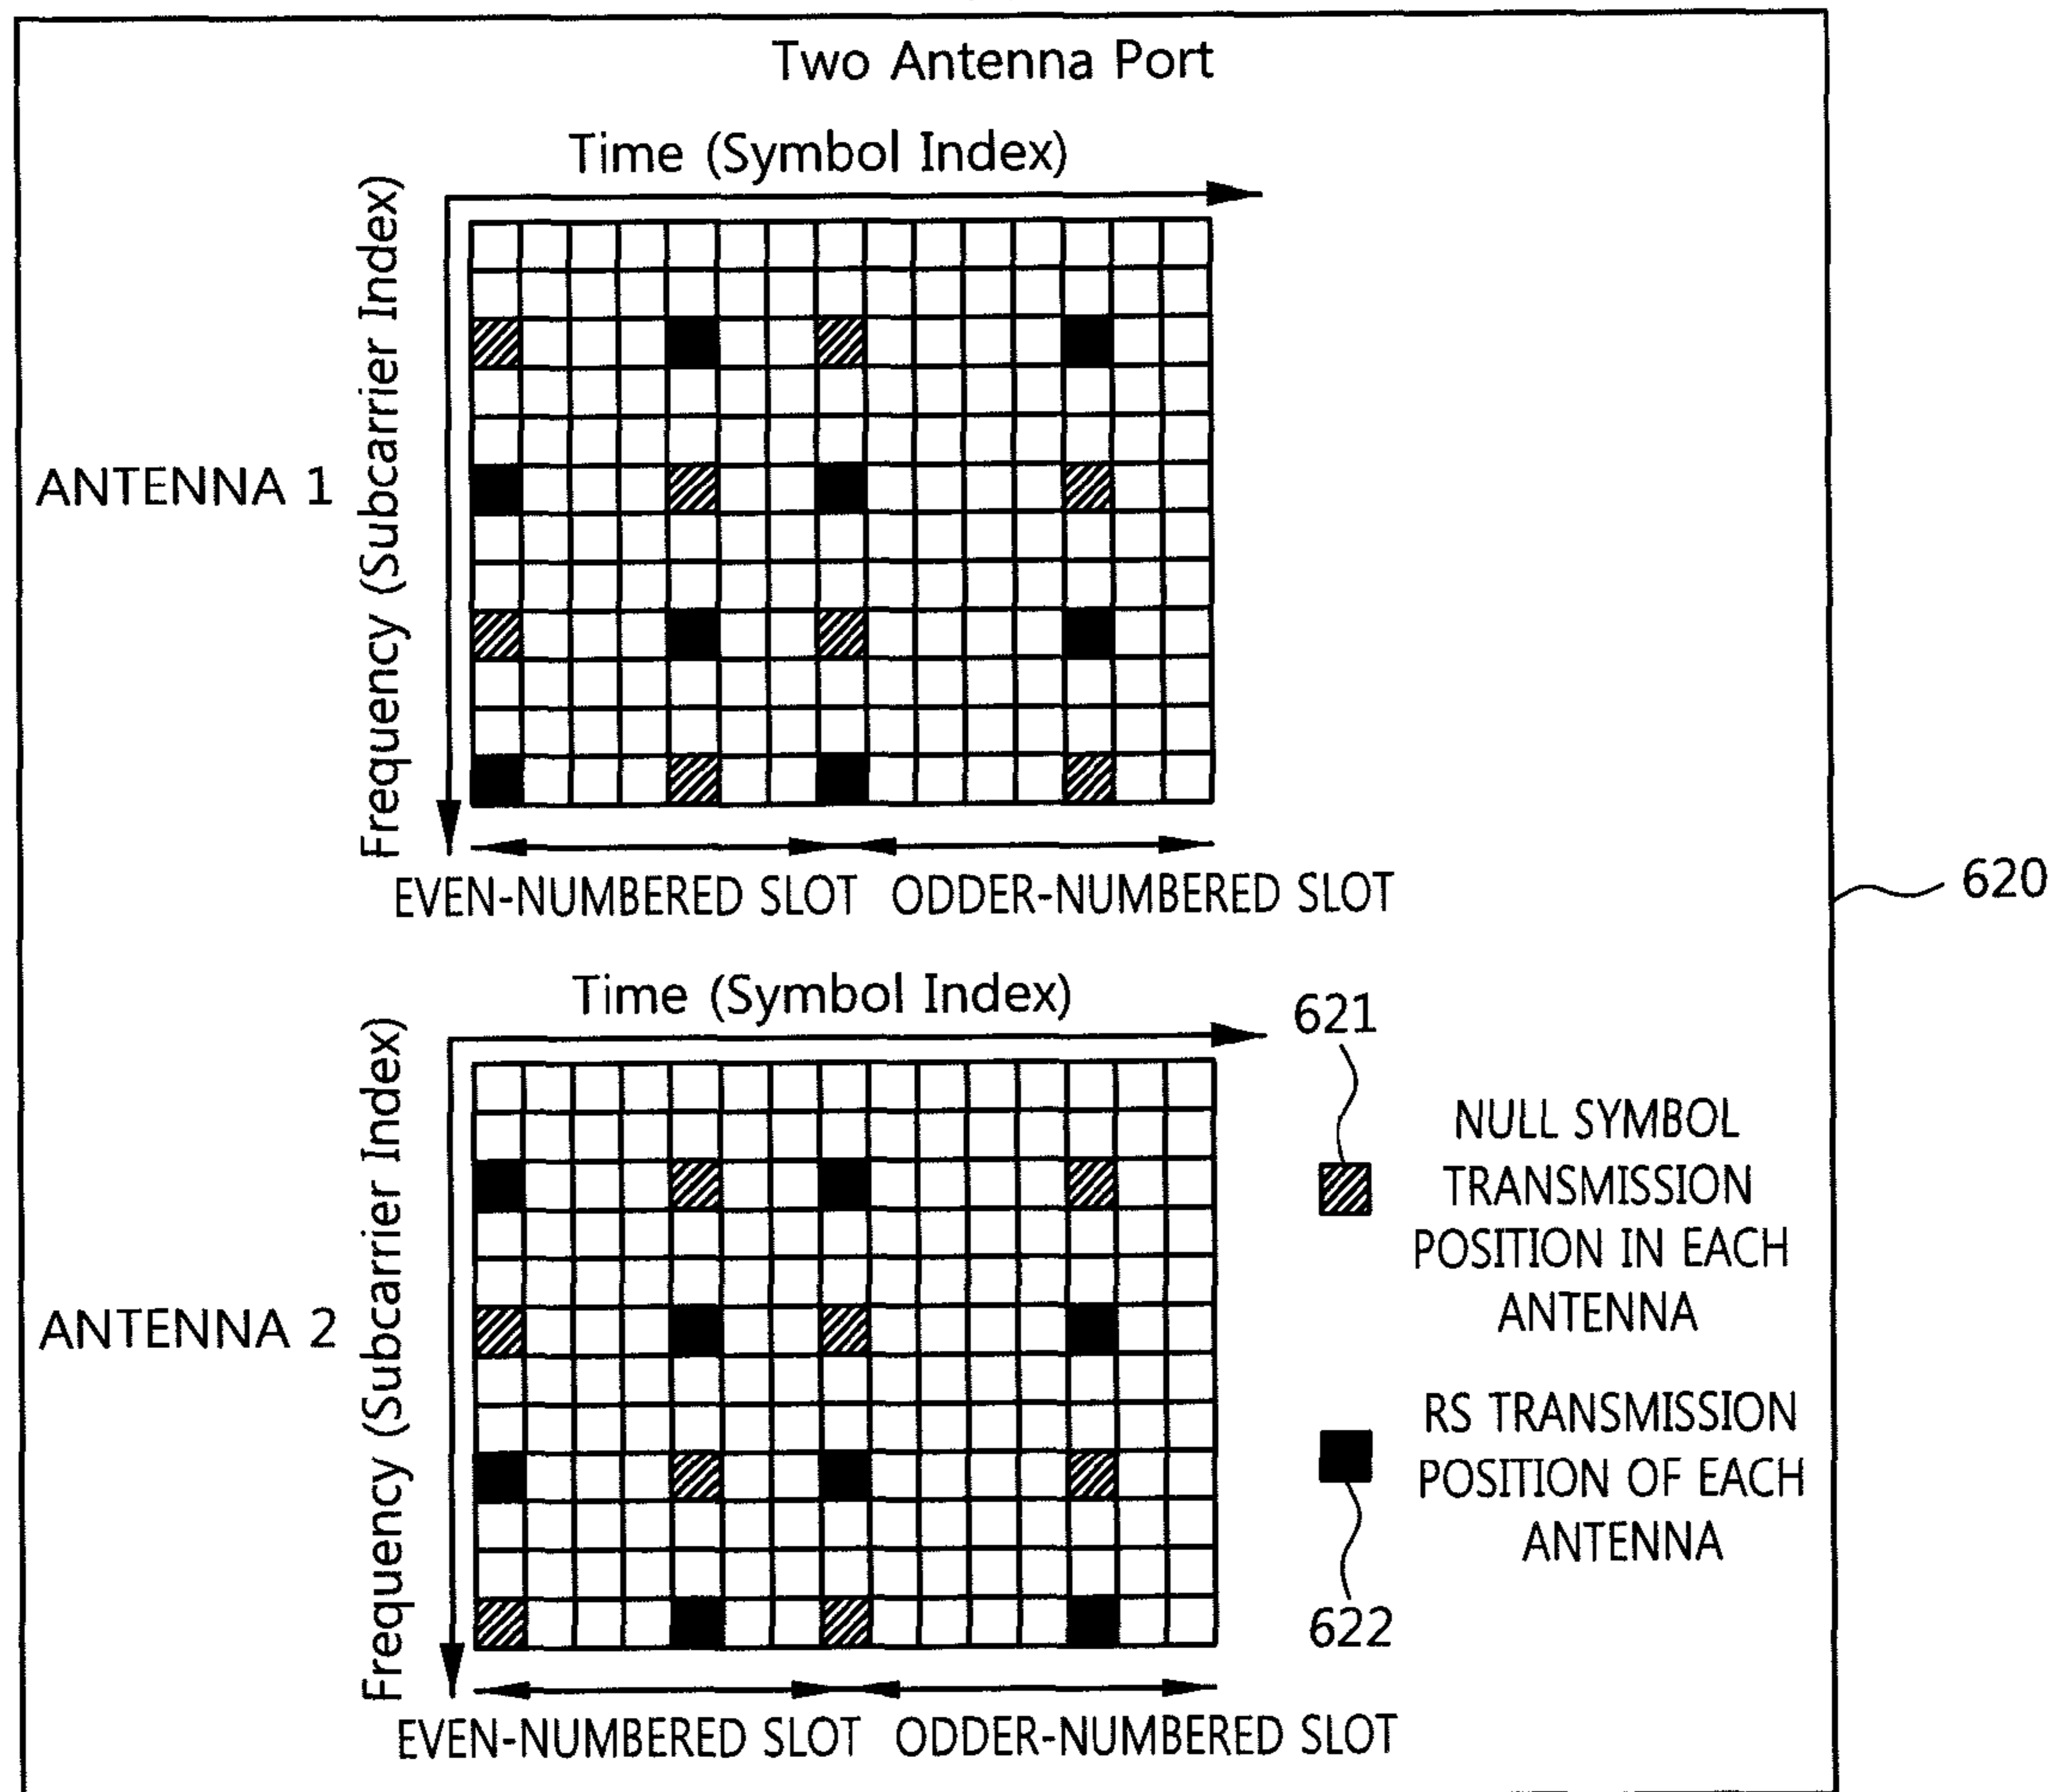 Two Antenna Port
Time (Symbol Index)
Frequency (Subcarrier Index)
ANTENNA 1
EVEN-NUMBERED SLOT ODDER-NUMBERED SLOT
620
Time (Symbol Index)
Frequency (Subcarrier Index)
ANTENNA 2
EVEN-NUMBERED SLOT ODDER-NUMBERED SLOT
621
NULL SYMBOL
TRANSMISSION
POSITION IN EACH
ANTENNA
RS TRANSMISSION
POSITION OF EACH
ANTENNA
622